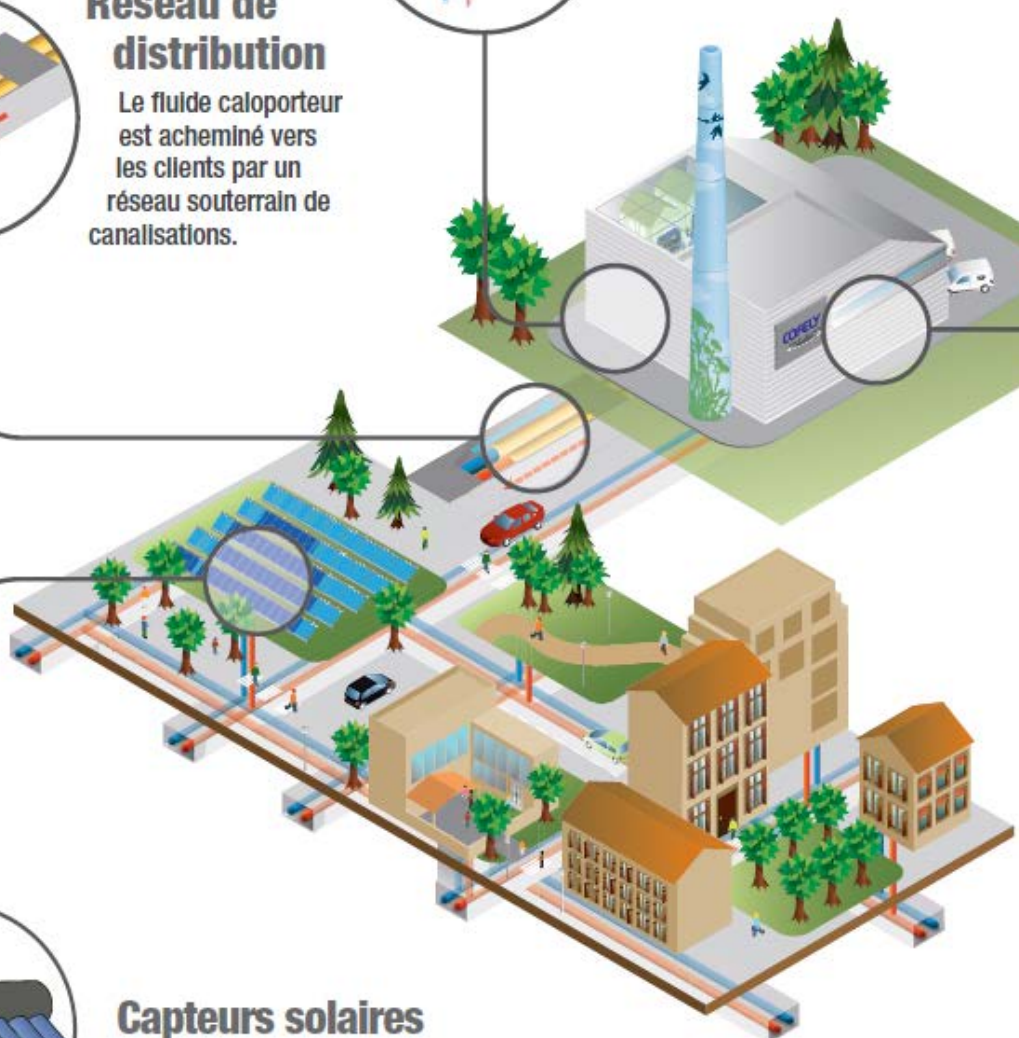 Réseau de
distribution
Le fluide caloporteur
est acheminé vers
les clients par un
réseau souterrain de
canalisations.
COFELY
Capteurs solaires